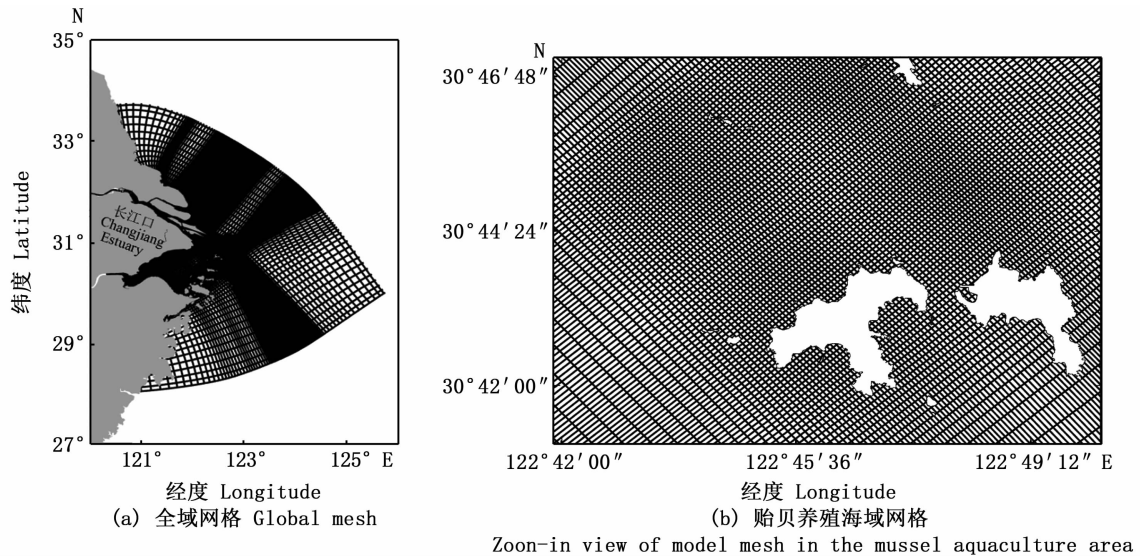 N
35°
33°
31°
29°
27°
纬度 Latitude
长江口
Changjiang
Estuary
121°
123°
125° E
经度 Longitude
(a) 全域网格 Global mesh
N
30°46′48″
30°44′24″
30°42′00″
122°42′00″
122°45′36″
122°49′12″ E
经度 Longitude
(b) 贻贝养殖海域网格
Zoon-in view of model mesh in the mussel aquaculture area